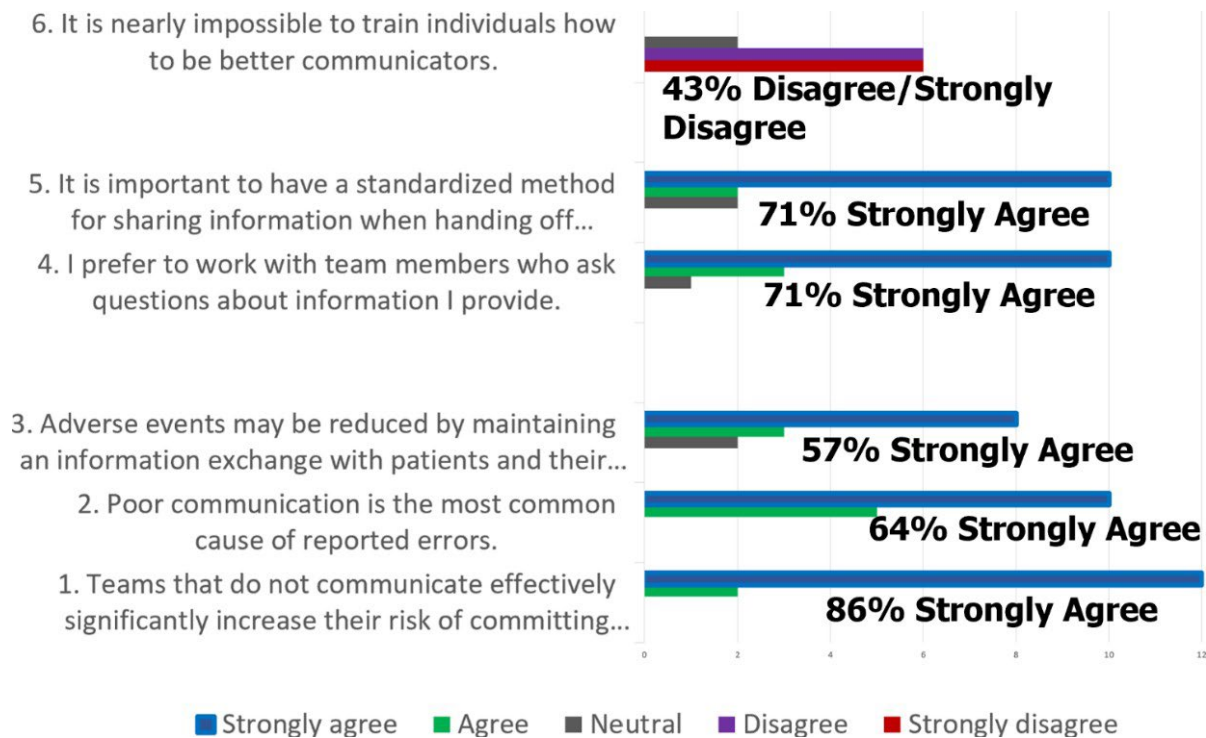 6. It is nearly impossible to train individuals how
to be better communicators.
43% Disagree/Strongly
Disagree
5. It is important to have a standardized method
for sharing information when handing off...
71% Strongly Agree
4. I prefer to work with team members who ask
questions about information I provide.
71% Strongly Agree
3. Adverse events may be reduced by maintaining
an information exchange with patients and their...
57% Strongly Agree
2. Poor communication is the most common
cause of reported errors.
64% Strongly Agree
1. Teams that do not communicate effectively
significantly increase their risk of committing...
86% Strongly Agree
0 2 4 6 8 10 12
Strongly agree Agree Neutral Disagree Strongly disagree